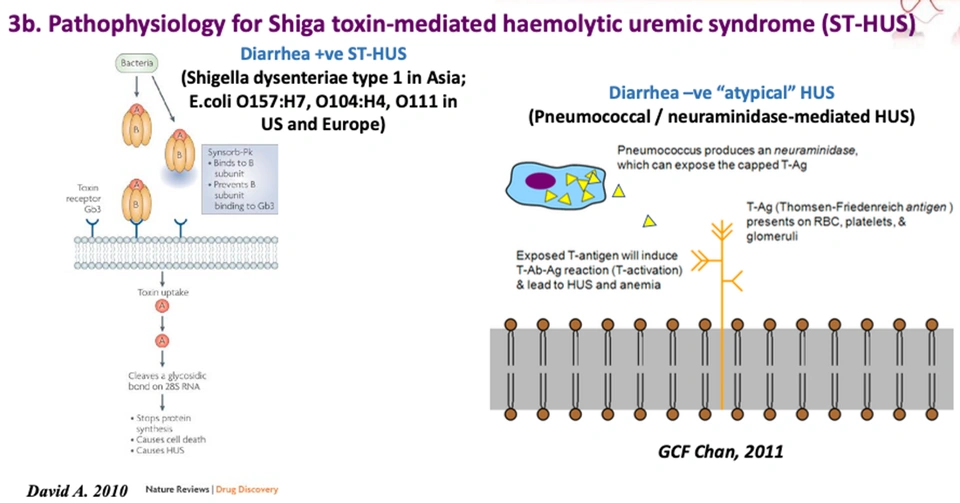 3b. Pathophysiology for Shiga toxin-mediated haemolytic uremic syndrome (ST-HUS)
Diarrhea +ve ST-HUS
(Shigella dysenteriae type 1 in Asia;
E.coli O157:H7, O104:H4, O111 in
US and Europe)
Bacteria
A
B
A
B
Synsorb-Pk
• Binds to B
subunit
• Prevents B
subunit
binding to Gb3
Toxin
receptor
Gb3
A
B
Toxin uptake
A
A
Cleaves a glycosidic
bond on 28S RNA
• Stops protein
synthesis
• Causes cell death
• Causes HUS
David A. 2010
Nature Reviews | Drug Discovery
Diarrhea –ve “atypical” HUS
(Pneumococcal / neuraminidase-mediated HUS)
Pneumococcus produces an neuraminidase,
which can expose the capped T-Ag
T-Ag (Thomsen-Friedenreich antigen )
presents on RBC, platelets, &
glomeruli
Exposed T-antigen will induce
T-Ab-Ag reaction (T-activation)
& lead to HUS and anemia
GCF Chan, 2011